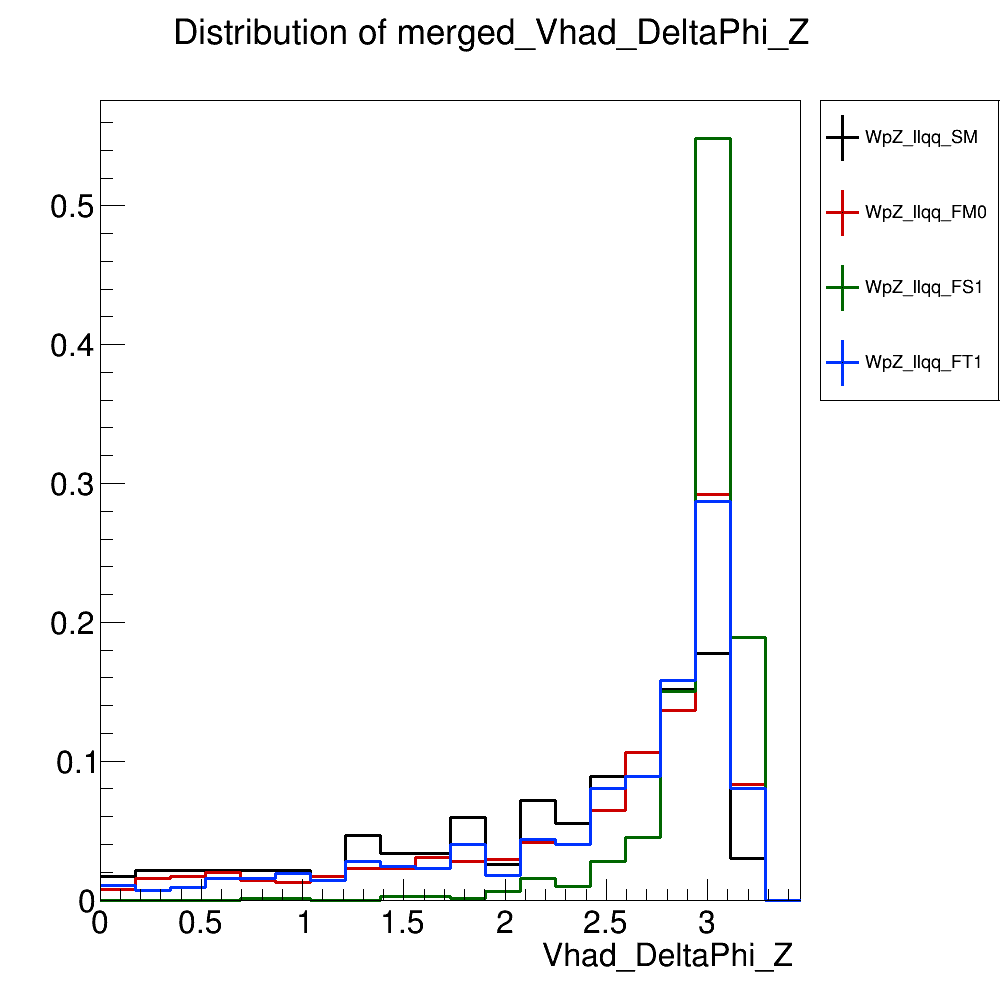 Distribution of merged_Vhad_DeltaPhi_Z
WpZ_llqq_SM
WpZ_llqq_FM0
WpZ_llqq_FS1
WpZ_llqq_FT1
0.5
0.4
0.3
0.2
0.1
0
0 0.5 1 1.5 2 2.5 3
Vhad_DeltaPhi_Z